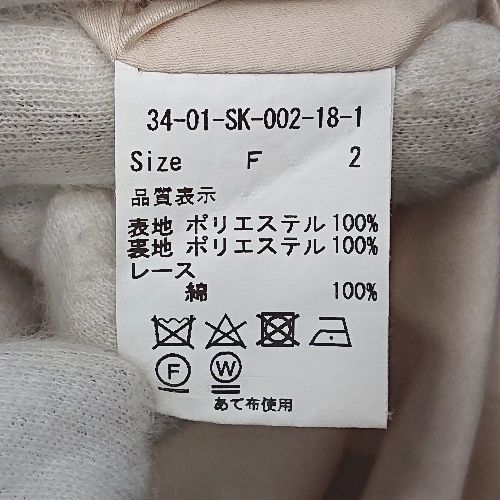 34-01-SK-002-18-1
Size F 2
品質表示
表地 ポリエステル 100%
裏地 ポリエステル 100%
レース
綿 100%
F W
あて布使用